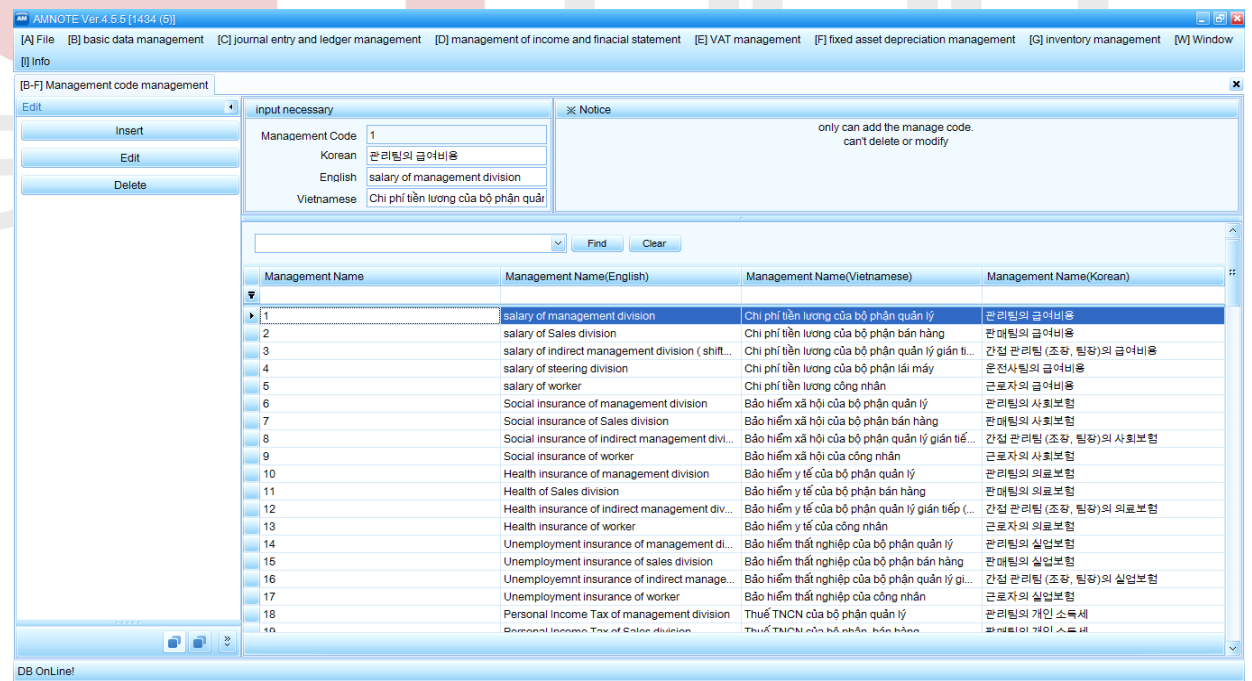 AMNOTE Ver.4.5.5 [1434 (5)]
[A] File [B] basic data management [C] journal entry and ledger management [D] management of income and finacial statement [E] VAT management [F] fixed asset depreciation management [G] inventory management [W] Window
[I] Info
[B-F] Management code management
Edit
Insert
Edit
Delete
input necessary
Management Code 1
Korean 관리팀의 급여비용
English salary of management division
Vietnamese Chi phí tiền lương của bộ phận quản
※ Notice
only can add the manage code.
can't delete or modify
Find Clear
Management Name Management Name(English) Management Name(Vietnamese) Management Name(Korean)
1 salary of management division Chi phí tiền lương của bộ phận quản lý 관리팀의 급여비용
2 salary of Sales division Chi phí tiền lương của bộ phận bán hàng 판매팀의 급여비용
3 salary of indirect management division ( shift... Chi phí tiền lương của bộ phận quản lý gián ti... 간접 관리팀 (조장, 팀장)의 급여비용
4 salary of steering division Chi phí tiền lương của bộ phận lái máy 운전사팀의 급여비용
5 salary of worker Chi phí tiền lương công nhân 근로자의 급여비용
6 Social insurance of management division Bảo hiểm xã hội của bộ phận quản lý 관리팀의 사회보험
7 Social insurance of Sales division Bảo hiểm xã hội của bộ phận bán hàng 판매팀의 사회보험
8 Social insurance of indirect management divi... Bảo hiểm xã hội của bộ phận quản lý gián tiế... 간접 관리팀 (조장, 팀장)의 사회보험
9 Social insurance of worker Bảo hiểm xã hội của công nhân 근로자의 사회보험
10 Health insurance of management division Bảo hiểm y tế của bộ phận quản lý 관리팀의 의료보험
11 Health of Sales division Bảo hiểm y tế của bộ phận bán hàng 판매팀의 의료보험
12 Health insurance of indirect management div... Bảo hiểm y tế của bộ phận quản lý gián tiếp (... 간접 관리팀 (조장, 팀장)의 의료보험
13 Health insurance of worker Bảo hiểm y tế của công nhân 근로자의 의료보험
14 Unemployment insurance of management di... Bảo hiểm thất nghiệp của bộ phận quản lý 관리팀의 실업보험
15 Unemployment insurance of sales division Bảo hiểm thất nghiệp của bộ phận bán hàng 판매팀의 실업보험
16 Unemployemnt insurance of indirect manage... Bảo hiểm thất nghiệp của bộ phận quản lý gi... 간접 관리팀 (조장, 팀장)의 실업보험
17 Unemployment insurance of worker Bảo hiểm thất nghiệp của công nhân 근로자의 실업보험
18 Personal Income Tax of management division Thuế TNCN của bộ phận quản lý 관리팀의 개인 소득세
19 Personal Income Tax of Sales division Thuế TNCN của bộ phận bán hàng 판매팀의 개인 소득세
DB OnLine!